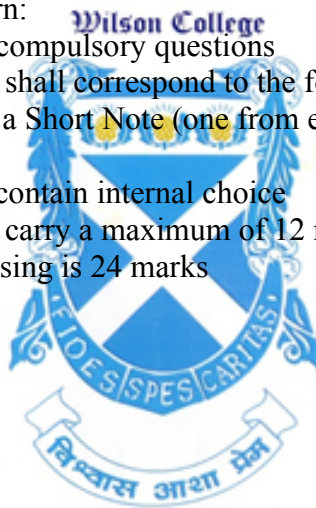 rn:
Wilson College
compulsory questions
shall correspond to the fo
a Short Note (one from e
contain internal choice
carry a maximum of 12 r
sing is 24 marks
FIDES SPES CARITAS
विश्वास आशा प्रेम